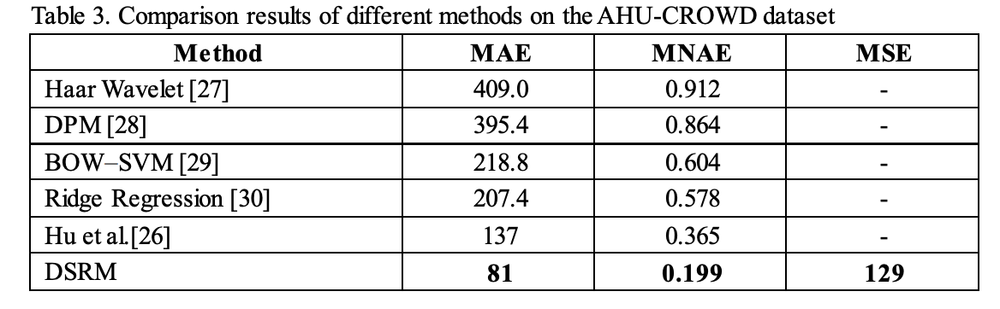 Table 3. Comparison results of different methods on the AHU-CROWD dataset
Method MAE MNAE MSE
Haar Wavelet [27] 409.0 0.912 -
DPM [28] 395.4 0.864 -
BOW–SVM [29] 218.8 0.604 -
Ridge Regression [30] 207.4 0.578 -
Hu et al.[26] 137 0.365 -
DSRM 81 0.199 129